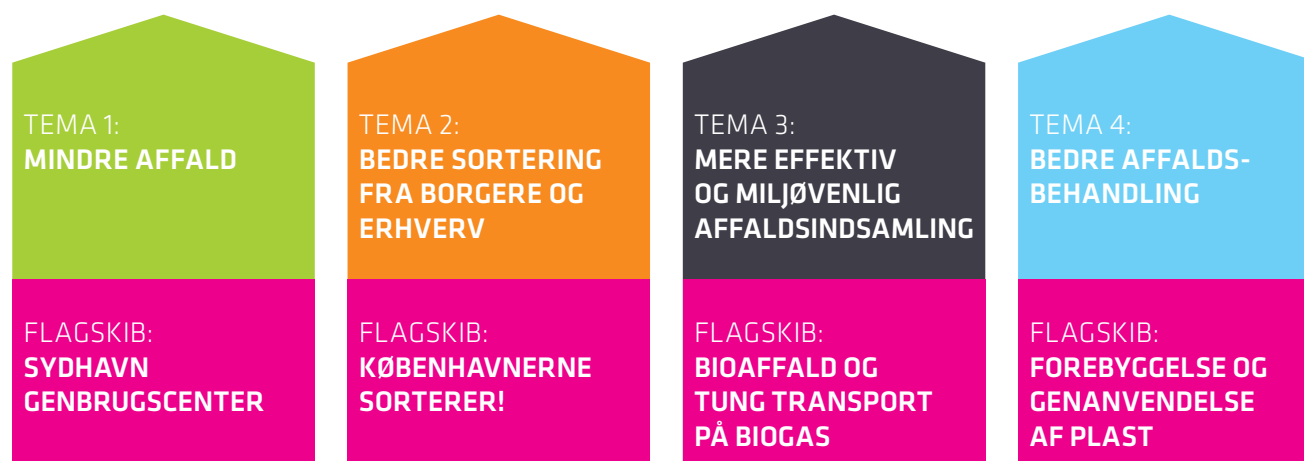 TEMA 1:
MINDRE AFFALD
FLAGSKIB:
SYDHAVN
GENBRUGSCENTER
TEMA 2:
BEDRE SORTERING
FRA BORGERE OG
ERHVERV
FLAGSKIB:
KØBENHAVNERNE
SORTERER!
TEMA 3:
MERE EFFEKTIV
OG MILJØVENLIG
AFFALDSINDSAMLING
FLAGSKIB:
BIOAFFALD OG
TUNG TRANSPORT
PÅ BIOGAS
TEMA 4:
BEDRE AFFALDS-
BEHANDLING
FLAGSKIB:
FOREBYGGELSE OG
GENANVENDELSE
AF PLAST